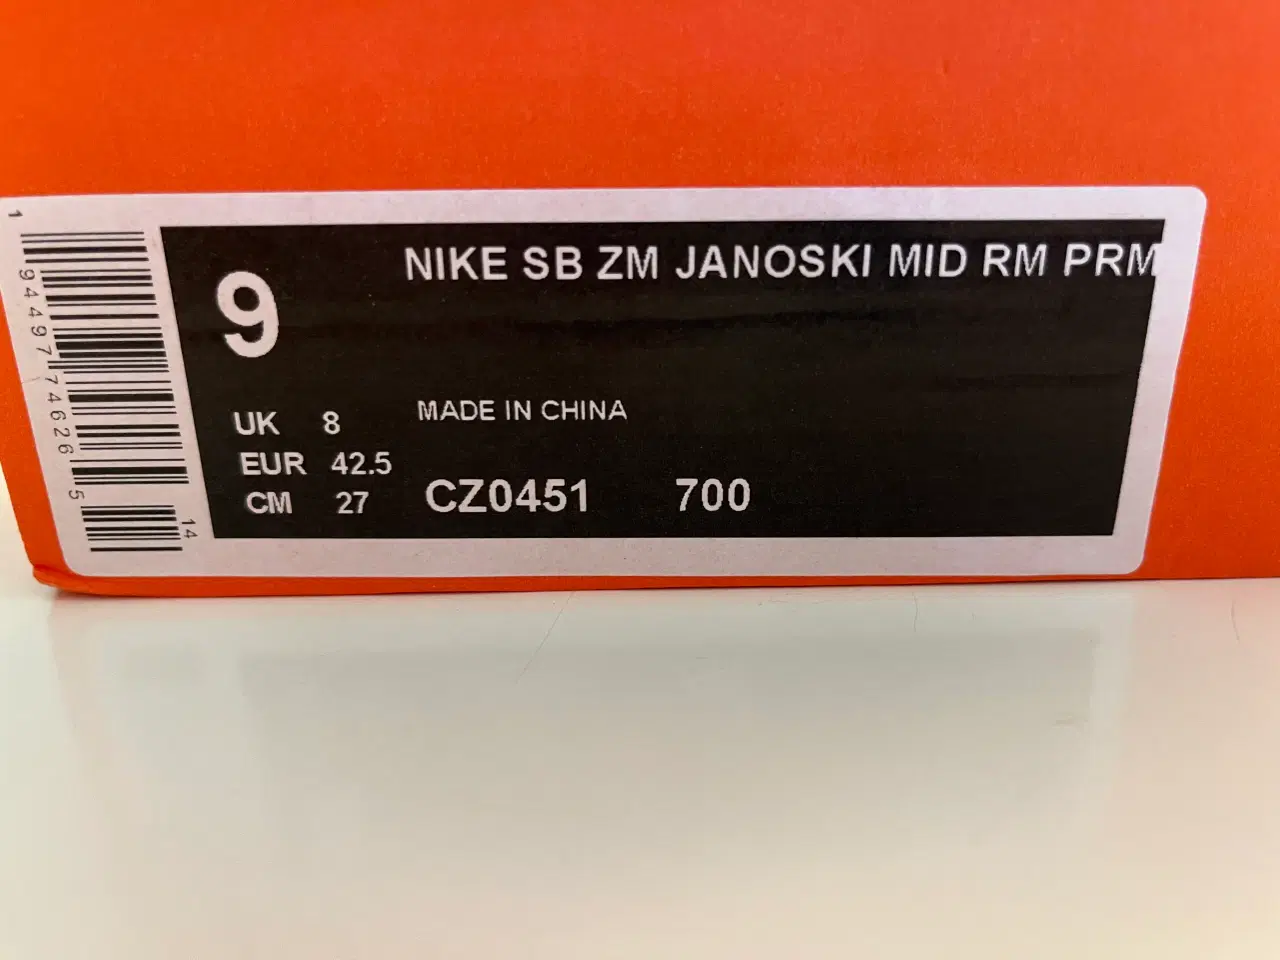 NIKE SB ZM JANOSKI MID RM PRM
9
MADE IN CHINA
UK 8
EUR 42.5
CM 27
CZ0451 700
1 94497 74626 5
14